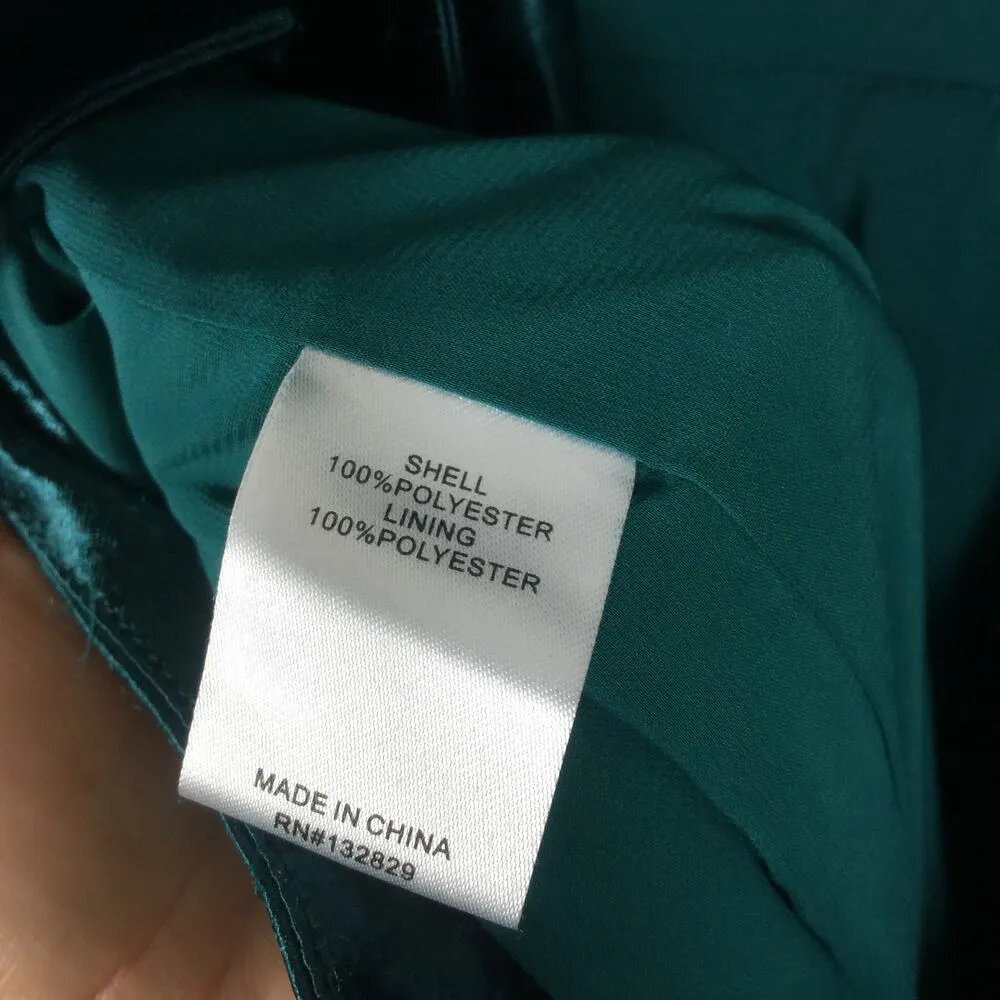 SHELL
100%POLYESTER
LINING
100%POLYESTER
MADE IN CHINA
RN#132829